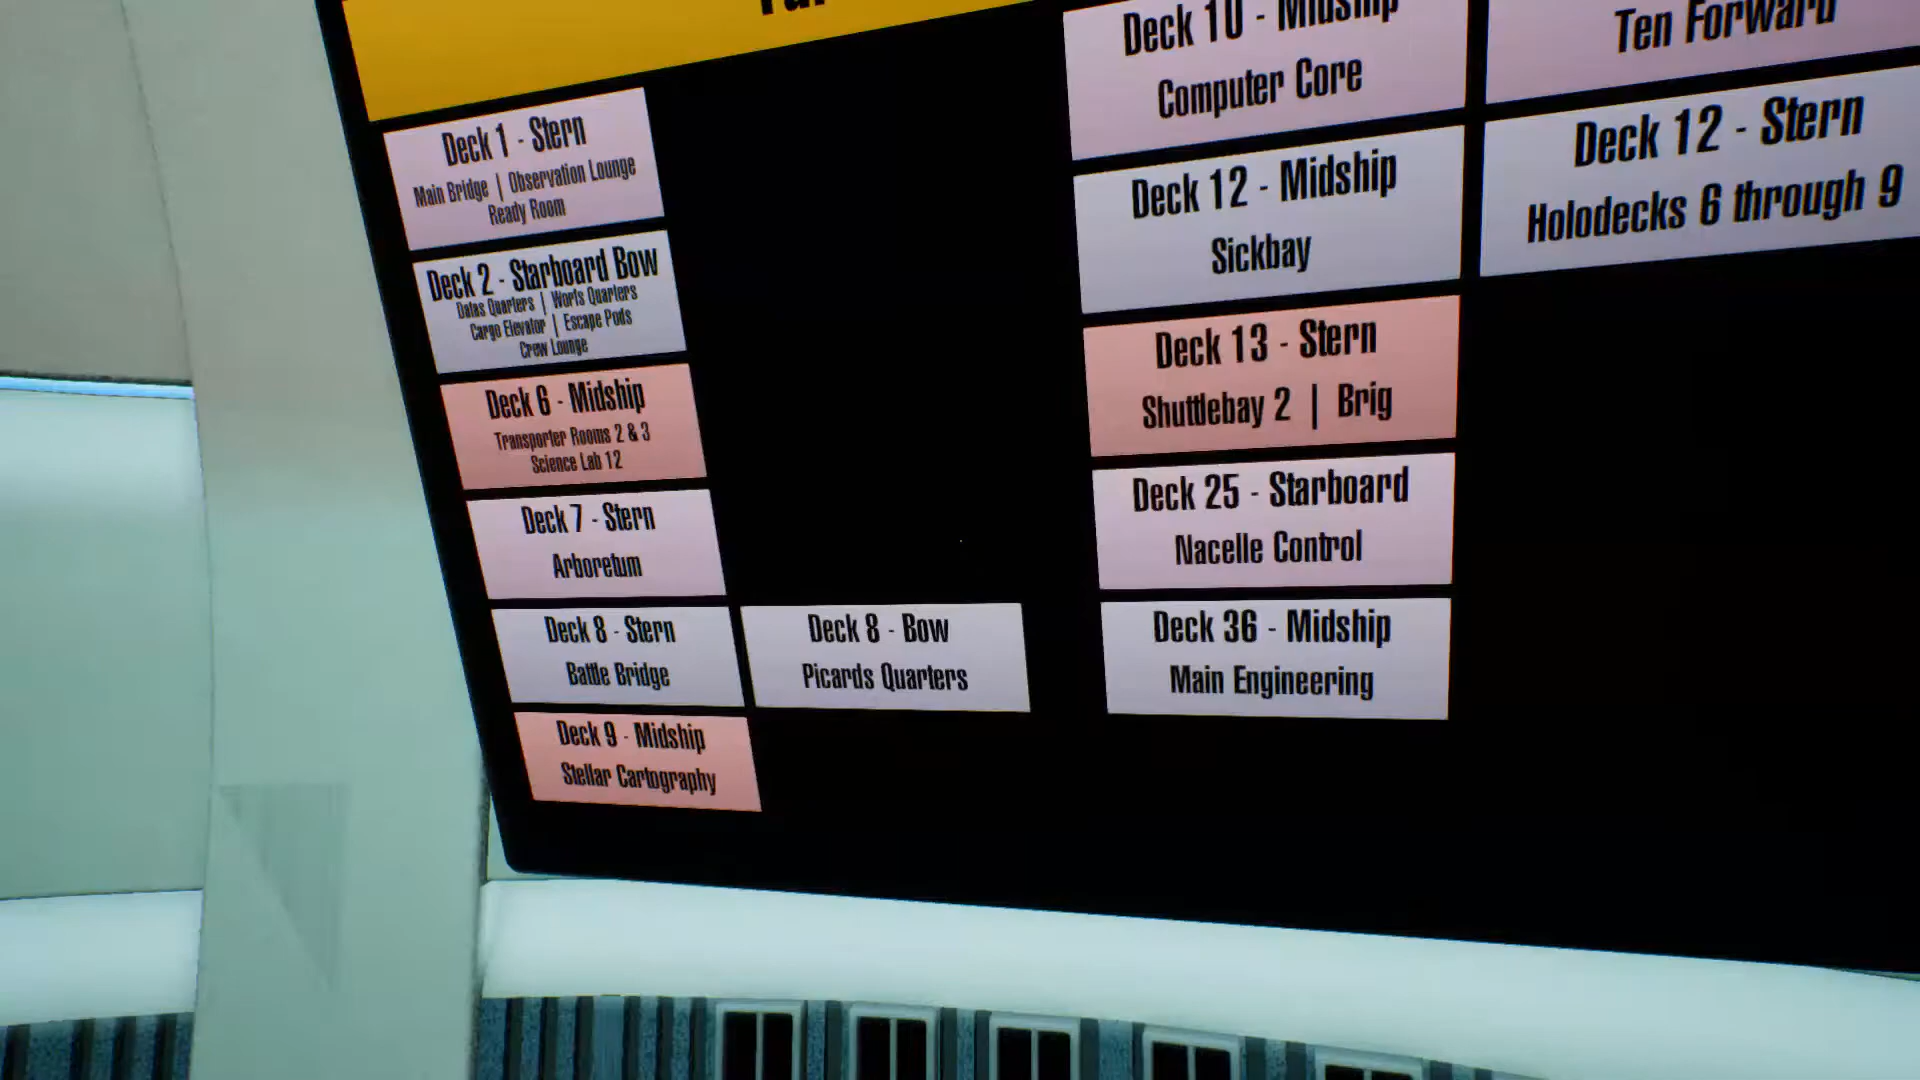 Deck 1 - Stern
Main Bridge | Observation Lounge
Ready Room
Deck 2 - Starboard Bow
Datas Quarters | Worfs Quarters
Cargo Elevator | Escape Pods
Crew Lounge
Deck 6 - Midship
Transporter Rooms 2 & 3
Science Lab 12
Deck 7 - Stern
Arboretum
Deck 8 - Stern
Battle Bridge
Deck 9 - Midship
Stellar Cartography
Deck 8 - Bow
Picards Quarters
Deck 10 - Midship
Computer Core
Deck 12 - Midship
Sickbay
Deck 13 - Stern
Shuttlebay 2 | Brig
Deck 25 - Starboard
Nacelle Control
Deck 36 - Midship
Main Engineering
Ten Forward
Deck 12 - Stern
Holodecks 6 through 9